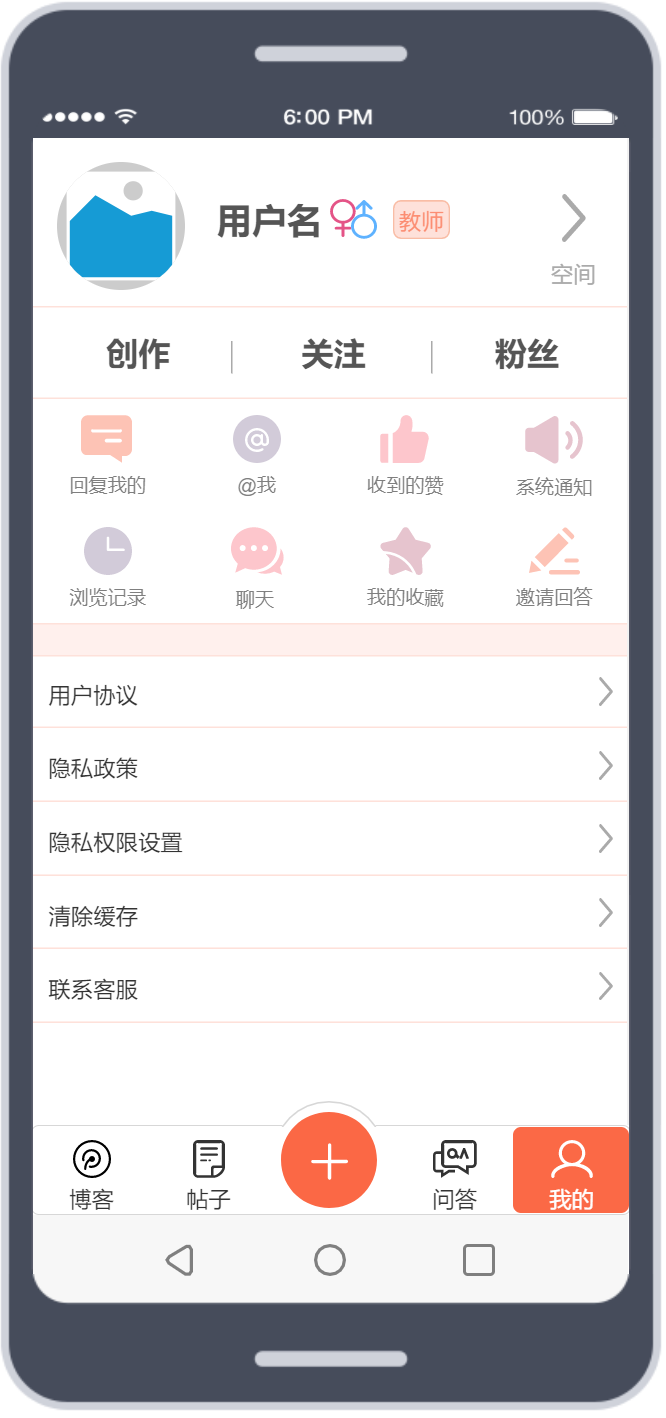 6:00 PM 100%
用户名 教师
空间
创作 关注 粉丝
回复我的 @我 收到的赞 系统通知
浏览记录 聊天 我的收藏 邀请回答
用户协议
隐私政策
隐私权限设置
清除缓存
联系客服
博客 帖子 问答 我的